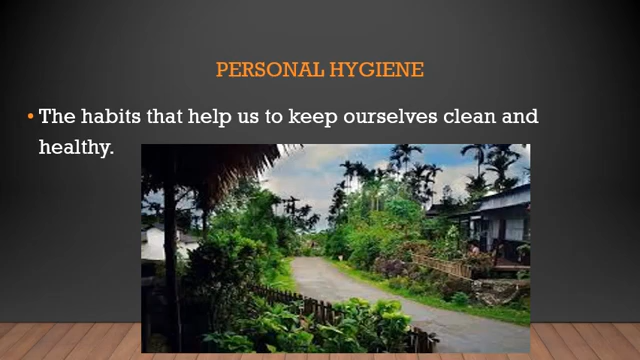 PERSONAL HYGIENE
• The habits that help us to keep ourselves clean and
healthy.